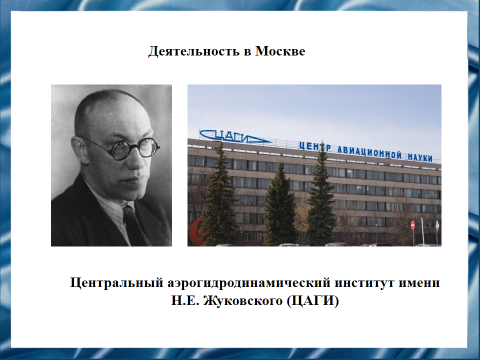 Деятельность в Москве
ЦАГИ
ЦЕНТР АВИАЦИОННОЙ НАУКИ
Центральный аэрогидродинамический институт имени
Н.Е. Жуковского (ЦАГИ)